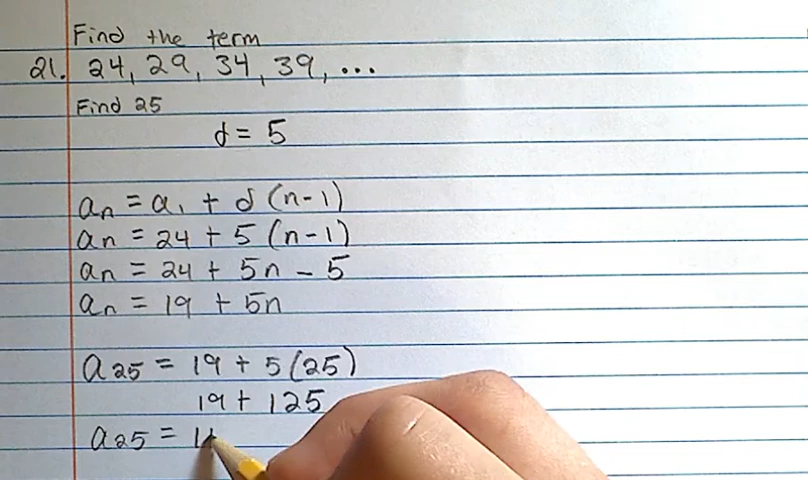 Find the term
21. 24, 29, 34, 39, ...
Find 25
d = 5
an = a1 + d (n-1)
an = 24 + 5 (n-1)
an = 24 + 5n - 5
an = 19 + 5n
a25 = 19 + 5(25)
19 + 125
a25 = 1